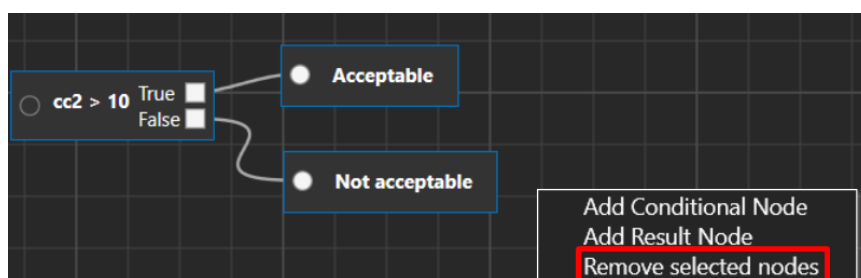 Acceptable
cc2 > 10 True
False
Not acceptable
Add Conditional Node
Add Result Node
Remove selected nodes